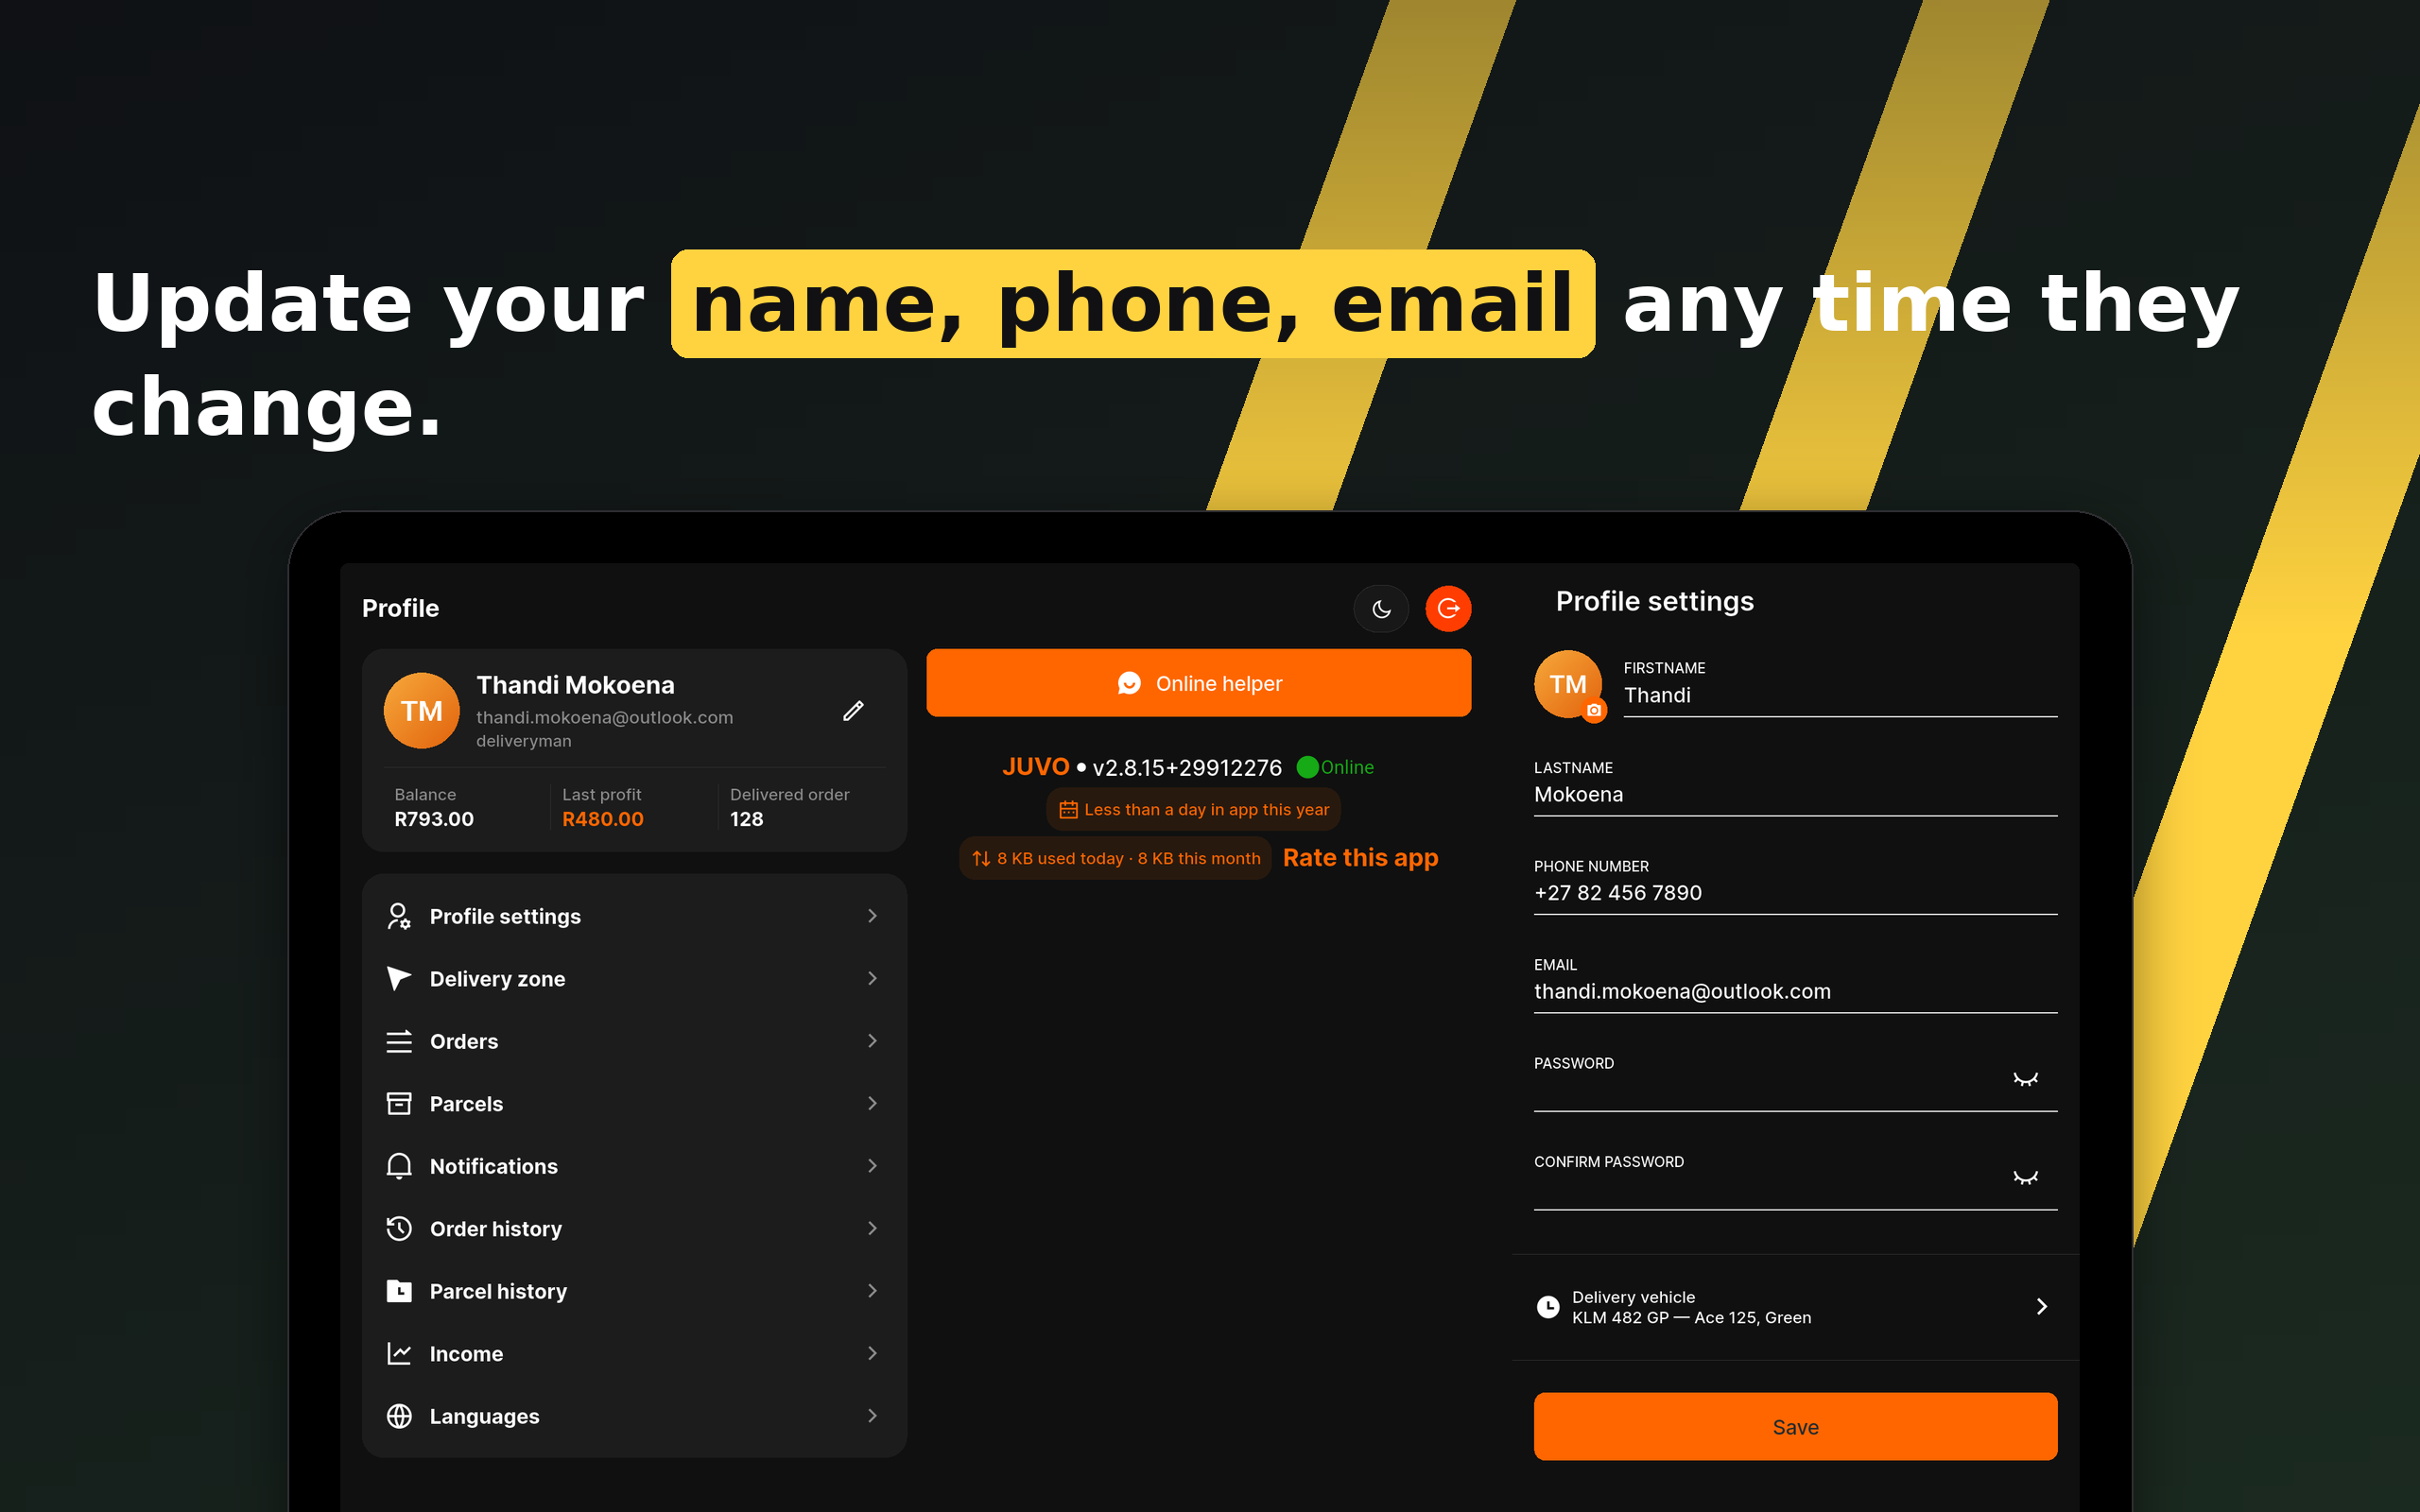 Update your name, phone, email any time they
change.
Profile
TM
Thandi Mokoena
thandi.mokoena@outlook.com
deliveryman
Balance
R793.00
Last profit
R480.00
Delivered order
128
Profile settings
Delivery zone
Orders
Parcels
Notifications
Order history
Parcel history
Income
Languages
Online helper
JUVO • v2.8.15+29912276 Online
Less than a day in app this year
8 KB used today · 8 KB this month Rate this app
Profile settings
TM
FIRSTNAME
Thandi
LASTNAME
Mokoena
PHONE NUMBER
+27 82 456 7890
EMAIL
thandi.mokoena@outlook.com
PASSWORD
CONFIRM PASSWORD
Delivery vehicle
KLM 482 GP — Ace 125, Green
Save